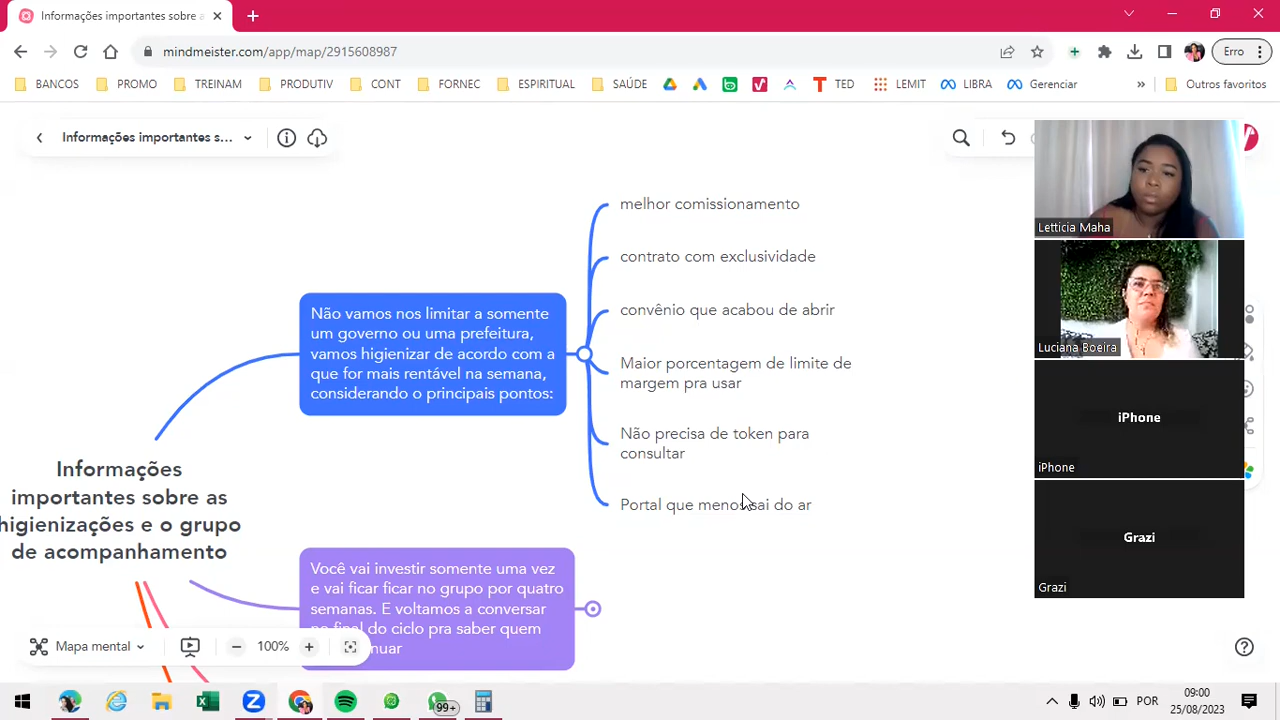 Informações importantes sobre a
mindmeister.com/app/map/2915608987
Erro
BANCOS
PROMO
TREINAM
PRODUTIV
CONT
FORNEC
ESPIRITUAL
SAÚDE
TED
LEMIT
LIBRA
Gerenciar
»
Outros favoritos
Informações importantes s...
melhor comissionamento
contrato com exclusividade
convênio que acabou de abrir
Maior porcentagem de limite de
margem pra usar
Não precisa de token para
consultar
Portal que menos sai do ar
Não vamos nos limitar a somente
um governo ou uma prefeitura,
vamos higienizar de acordo com a
que for mais rentável na semana,
considerando o principais pontos:
Informações
importantes sobre as
higienizações e o grupo
de acompanhamento
Você vai investir somente uma vez
e vai ficar ficar no grupo por quatro
semanas. E voltamos a conversar
final do ciclo pra saber quem
Letticia Maha
Luciana Boeira
iPhone
iPhone
Grazi
Grazi
Mapa mental
100%
99+
POR
09:00
25/08/2023